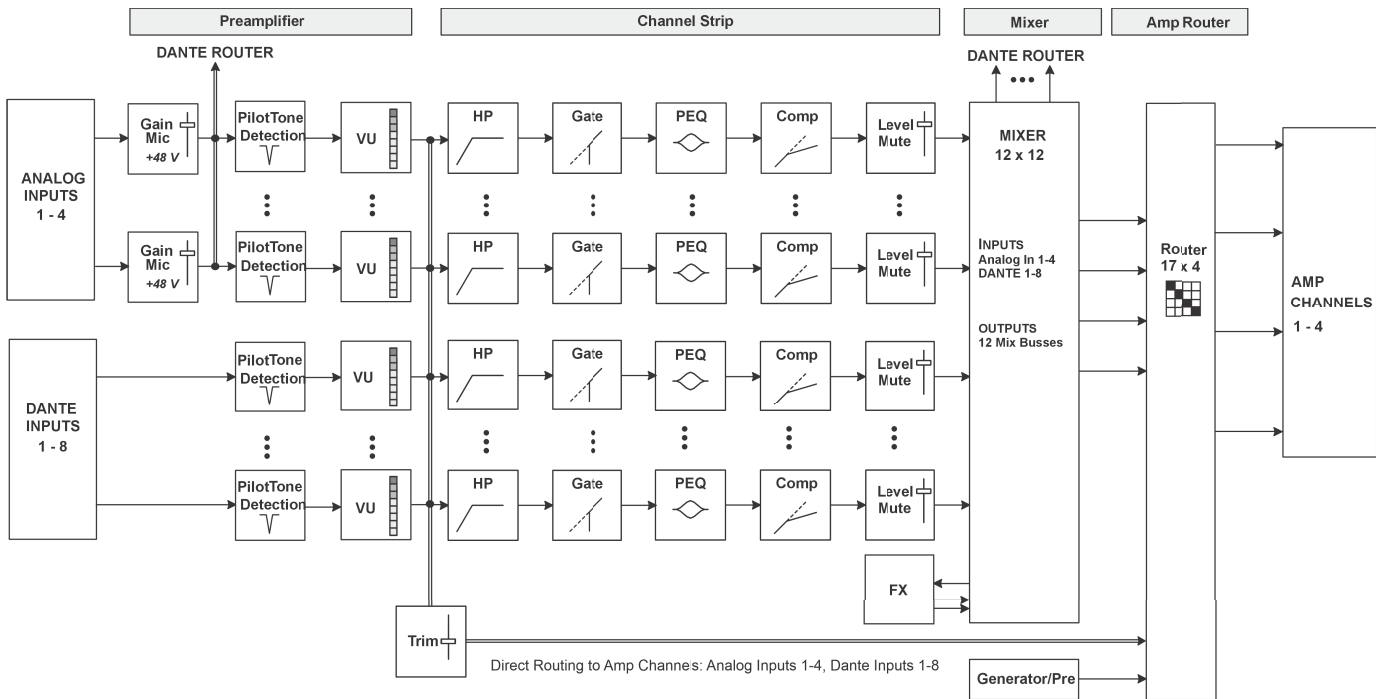 Preamplifier
Channel Strip
Mixer
Amp Router
DANTE ROUTER
DANTE ROUTER
ANALOG
INPUTS
1 - 4
Gain
Mic
+48 V
PilotTone
Detection
VU
HP
Gate
PEQ
Comp
Level
Mute
Gain
Mic
+48 V
PilotTone
Detection
VU
HP
Gate
PEQ
Comp
Level
Mute
MIXER
12 x 12
INPUTS
Analog In 1-4
DANTE 1-8
OUTPUTS
12 Mix Busses
Router
17 x 4
AMP
CHANNELS
1 - 4
DANTE
INPUTS
1 - 8
PilotTone
Detection
VU
HP
Gate
PEQ
Comp
Level
Mute
PilotTone
Detection
VU
HP
Gate
PEQ
Comp
Level
Mute
FX
Trim
Direct Routing to Amp Channels: Analog Inputs 1-4, Dante Inputs 1-8
Generator/Pre